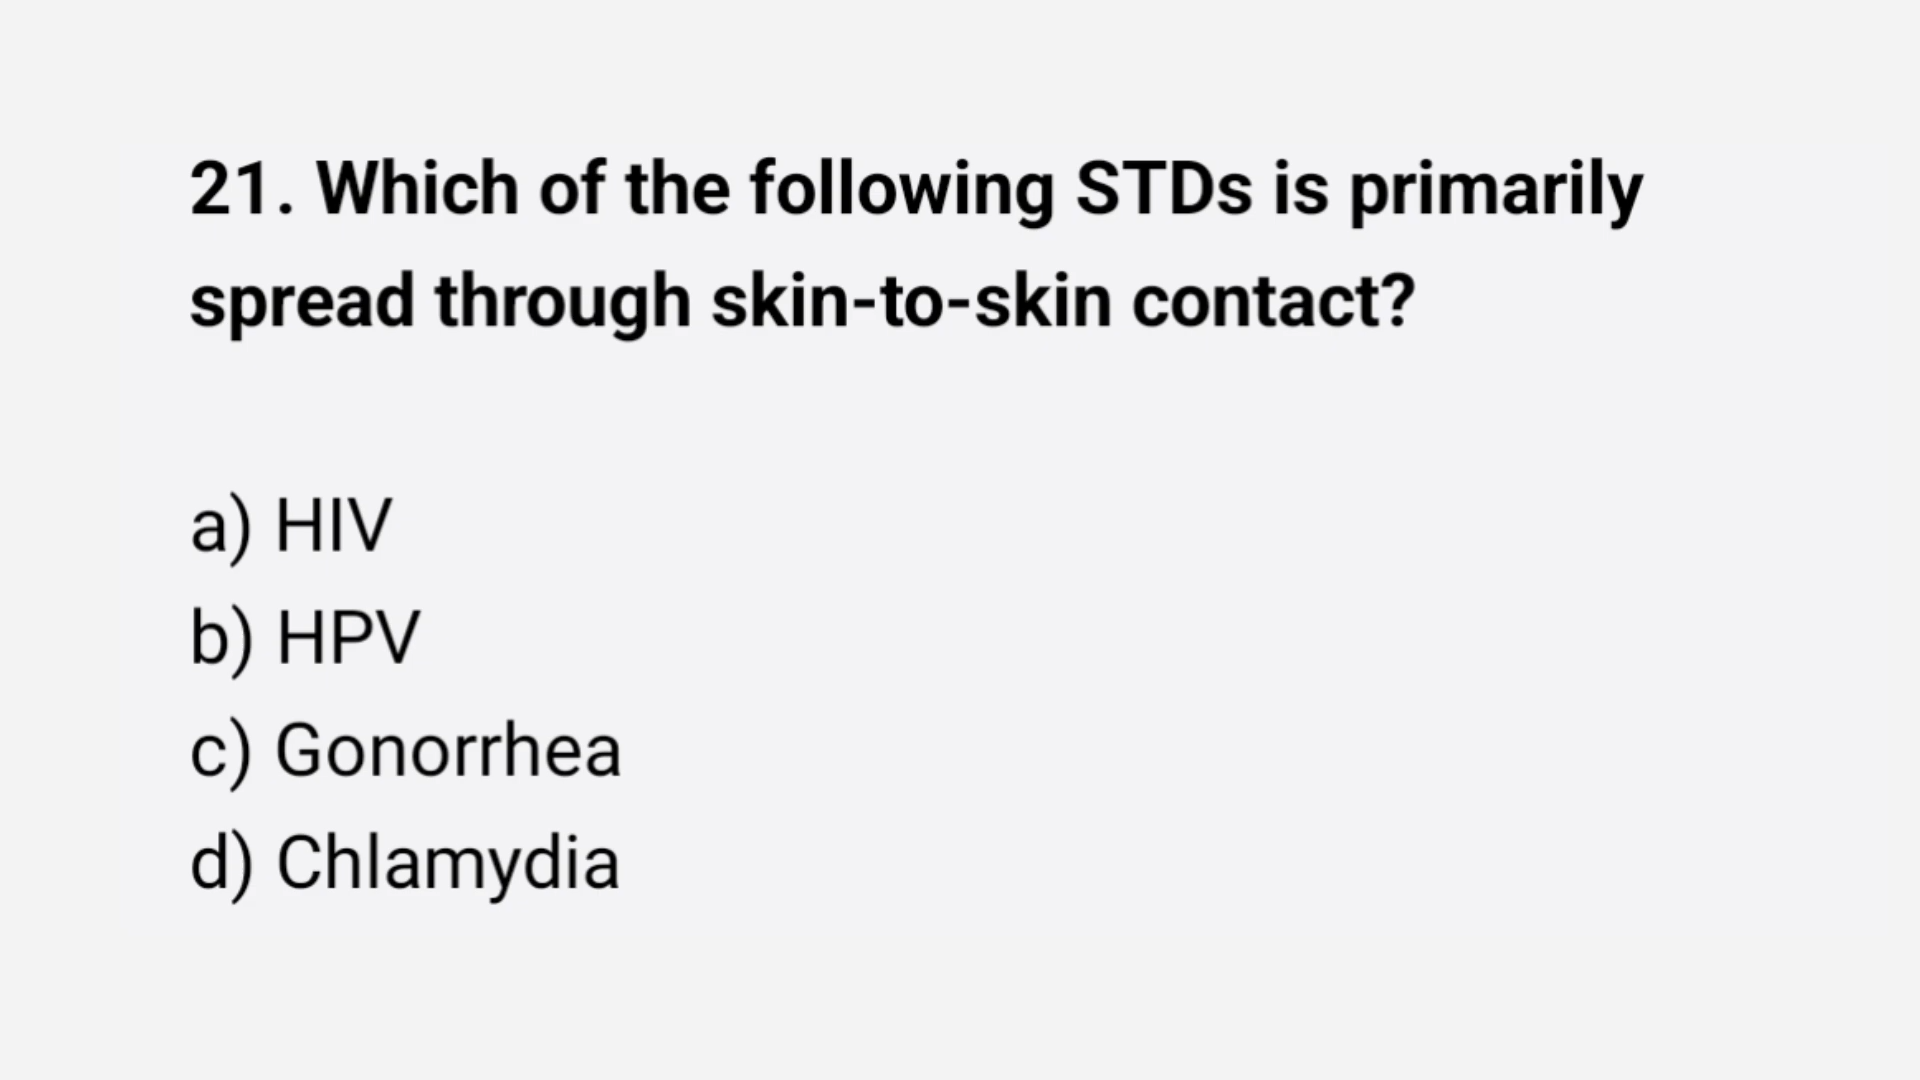 21. Which of the following STDs is primarily
spread through skin-to-skin contact?
a) HIV
b) HPV
c) Gonorrhea
d) Chlamydia